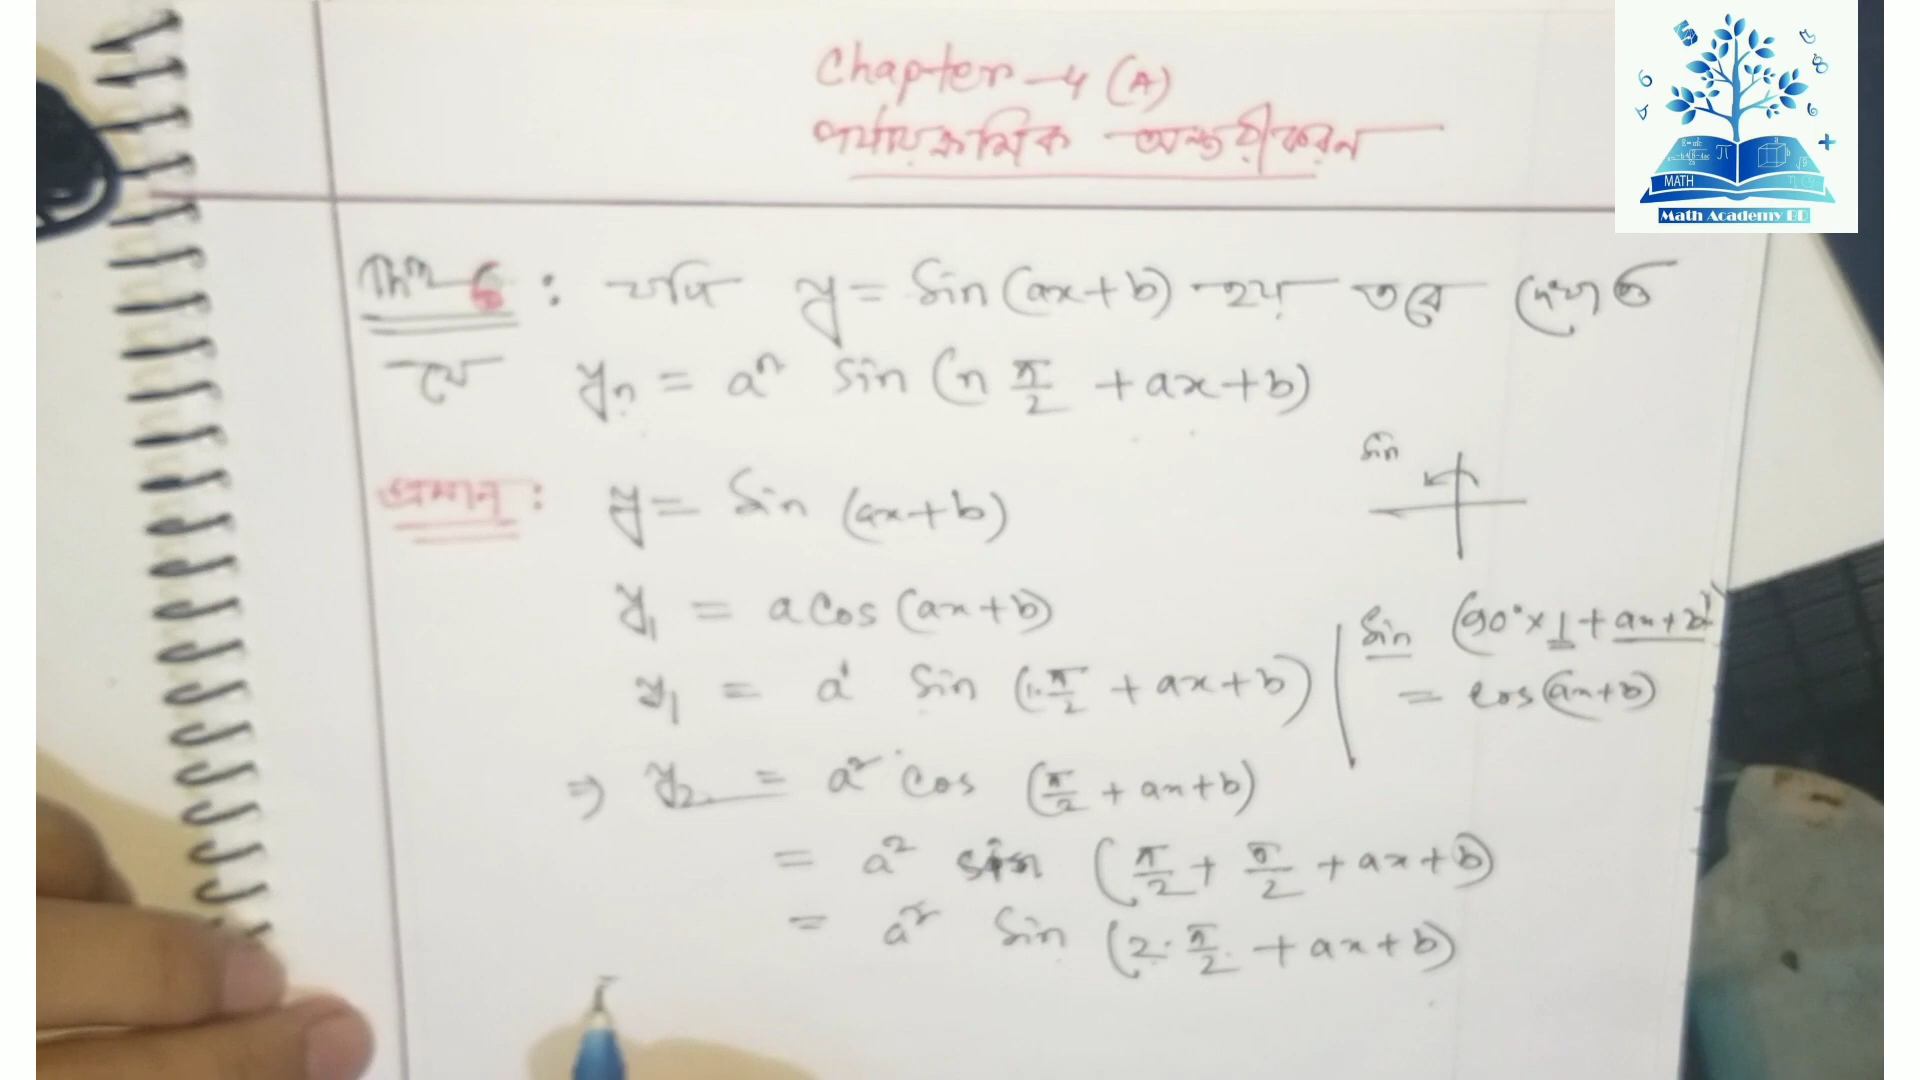 Chapter-4 (A)
পর্যায়ক্রমিক অন্তরীকরন
Thm-6 : যদি y = Sin(ax+b) হয় তবে দেখাও
যে yₙ = aⁿ sin (n π/2 + ax+b)
প্রমান : y = Sin (ax+b)
sin
y₁ = a cos (ax+b)
y₁ = a¹ sin (1·π/2 + ax+b)
Sin (90°×1 + ax+b)
= cos(ax+b)
⇒ y₂ = a² cos (π/2 + ax+b)
= a² sin (π/2 + π/2 + ax+b)
= a² sin (2·π/2 + ax+b)
MATH
Math Academy BD